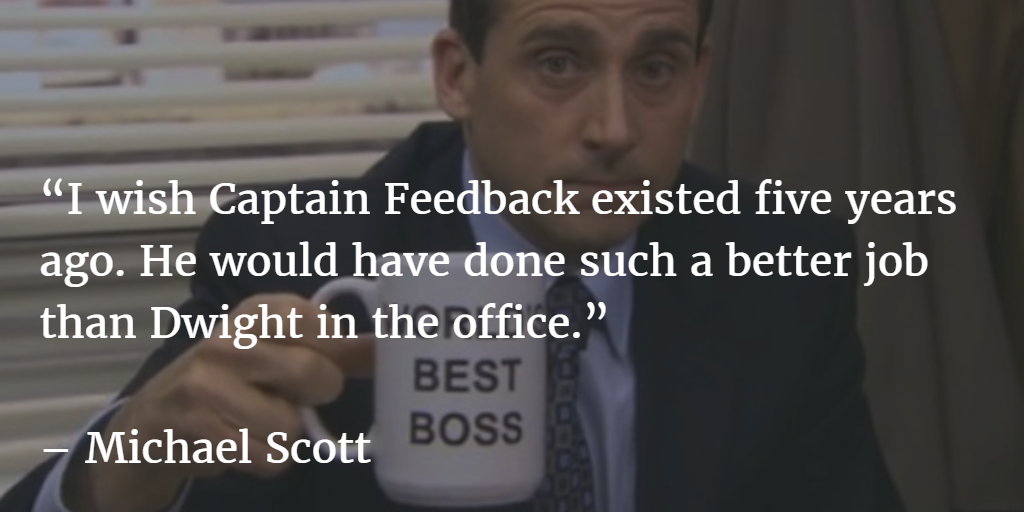 “I wish Captain Feedback existed five years
ago. He would have done such a better job
than Dwight in the office.”
BEST
BOSS
– Michael Scott